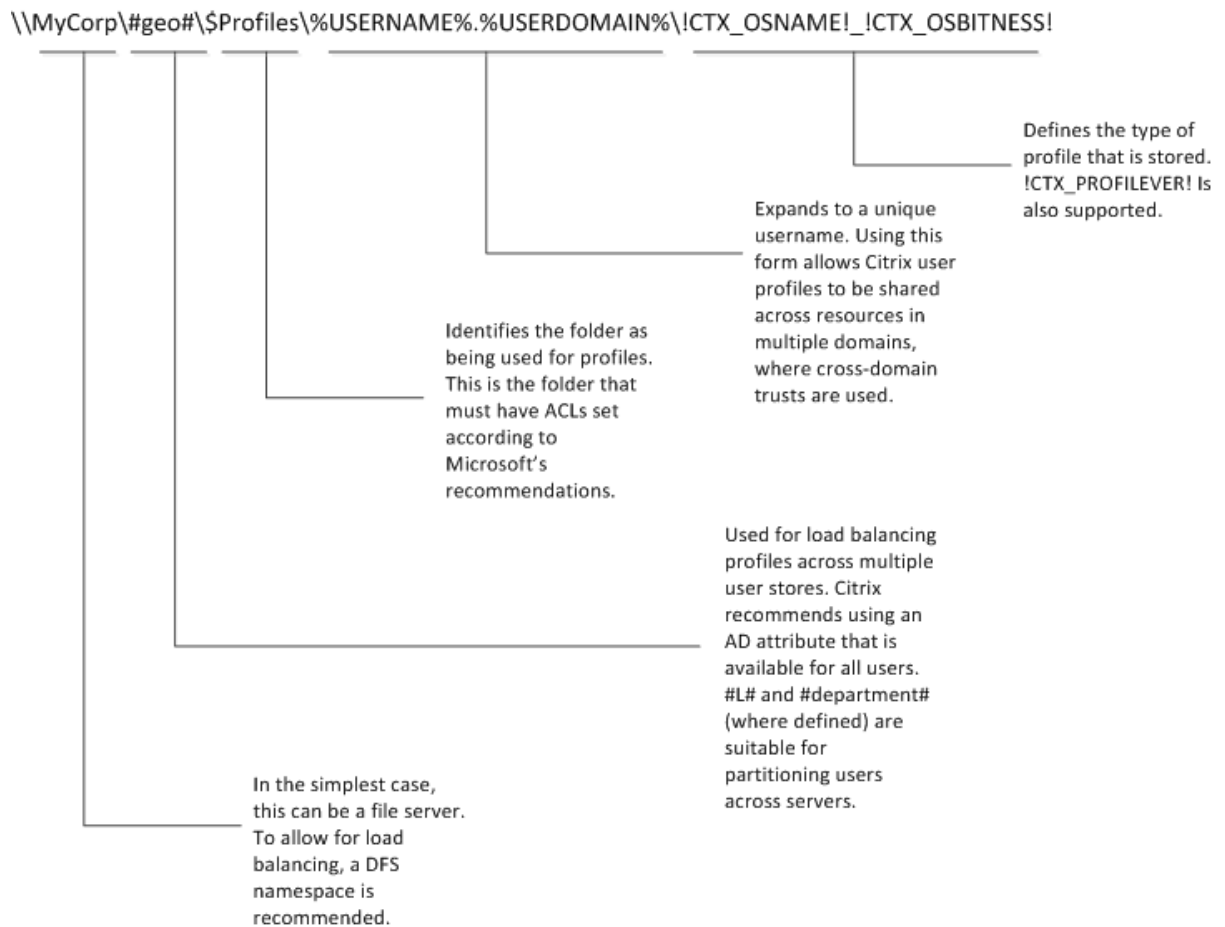 \\MyCorp\#geo#\$Profiles\%USERNAME%.%USERDOMAIN%\!CTX_OSNAME!_!CTX_OSBITNESS!
Defines the type of
profile that is stored.
!CTX_PROFILEVER! Is
also supported.
Expands to a unique
username. Using this
form allows Citrix user
profiles to be shared
across resources in
multiple domains,
where cross-domain
trusts are used.
Identifies the folder as
being used for profiles.
This is the folder that
must have ACLs set
according to
Microsoft’s
recommendations.
Used for load balancing
profiles across multiple
user stores. Citrix
recommends using an
AD attribute that is
available for all users.
#L# and #department#
(where defined) are
suitable for
partitioning users
across servers.
In the simplest case,
this can be a file server.
To allow for load
balancing, a DFS
namespace is
recommended.